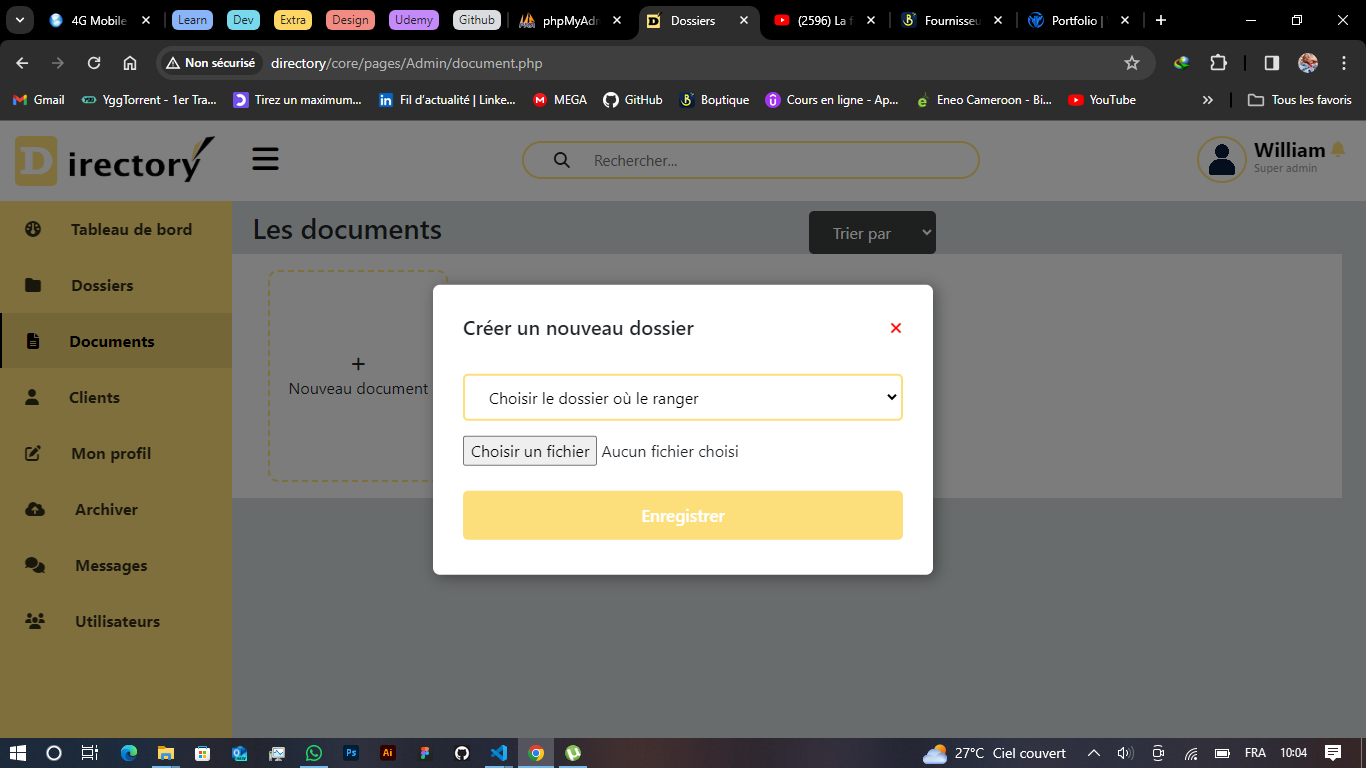 4G Mobile
Learn
Dev
Extra
Design
Udemy
Github
phpMyAdr
Dossiers
(2596) La f
Fournisseu
Portfolio |
Non sécurisé
directory/core/pages/Admin/document.php
Gmail
YggTorrent - 1er Tra...
Tirez un maximum...
Fil d'actualité | Linke...
MEGA
GitHub
Boutique
Cours en ligne - Ap...
Eneo Cameroon - Bi...
YouTube
Tous les favoris
Directory
Rechercher...
William
Super admin
Tableau de bord
Dossiers
Documents
Clients
Mon profil
Archiver
Messages
Utilisateurs
Les documents
Trier par
+
Nouveau document
Créer un nouveau dossier
Choisir le dossier où le ranger
Choisir un fichier Aucun fichier choisi
Enregistrer
27°C Ciel couvert
FRA
10:04